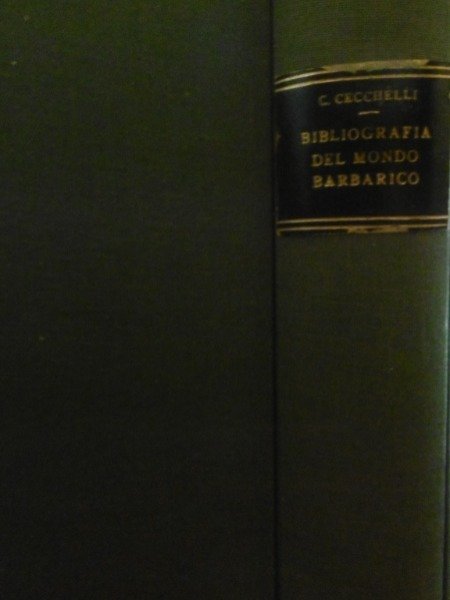 C. CECCHELLI
BIBLIOGRAFIA
DEL MONDO
BARBARICO